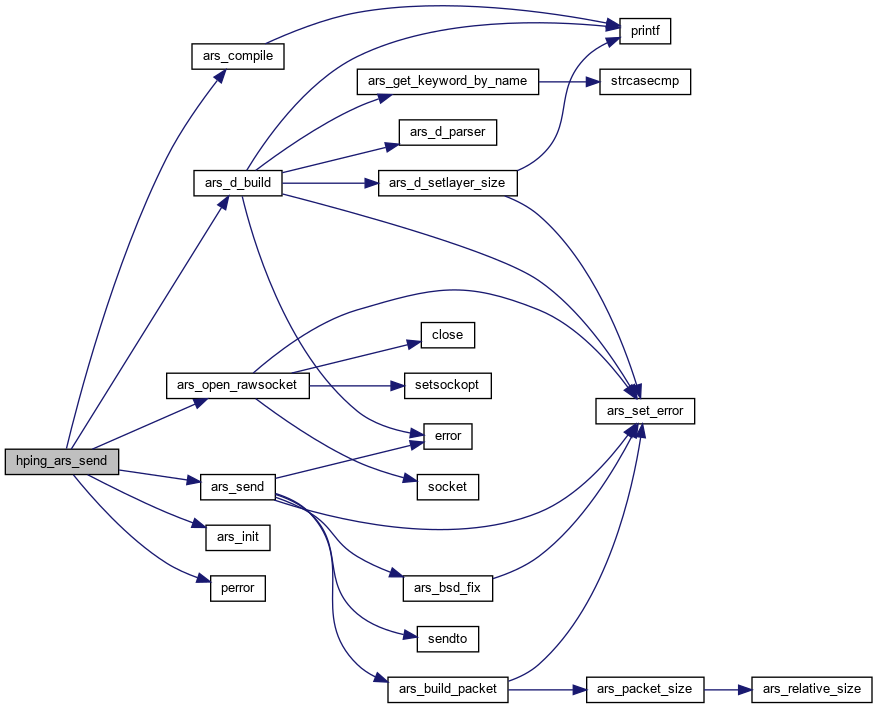 printf
ars_compile
ars_get_keyword_by_name
strcasecmp
ars_d_parser
ars_d_build
ars_d_setlayer_size
close
ars_open_rawsocket
setsockopt
ars_set_error
error
hping_ars_send
ars_send
socket
ars_init
perror
ars_bsd_fix
sendto
ars_build_packet
ars_packet_size
ars_relative_size